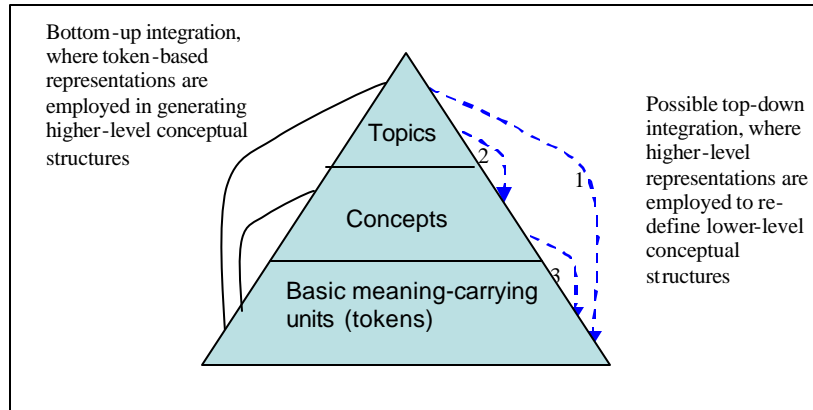 Bottom-up integration,
where token-based
representations are
employed in generating
higher-level conceptual
structures
Topics
Concepts
Basic meaning-carrying
units (tokens)
2
1
3
Possible top-down
integration, where
higher-level
representations are
employed to re-
define lower-level
conceptual
structures